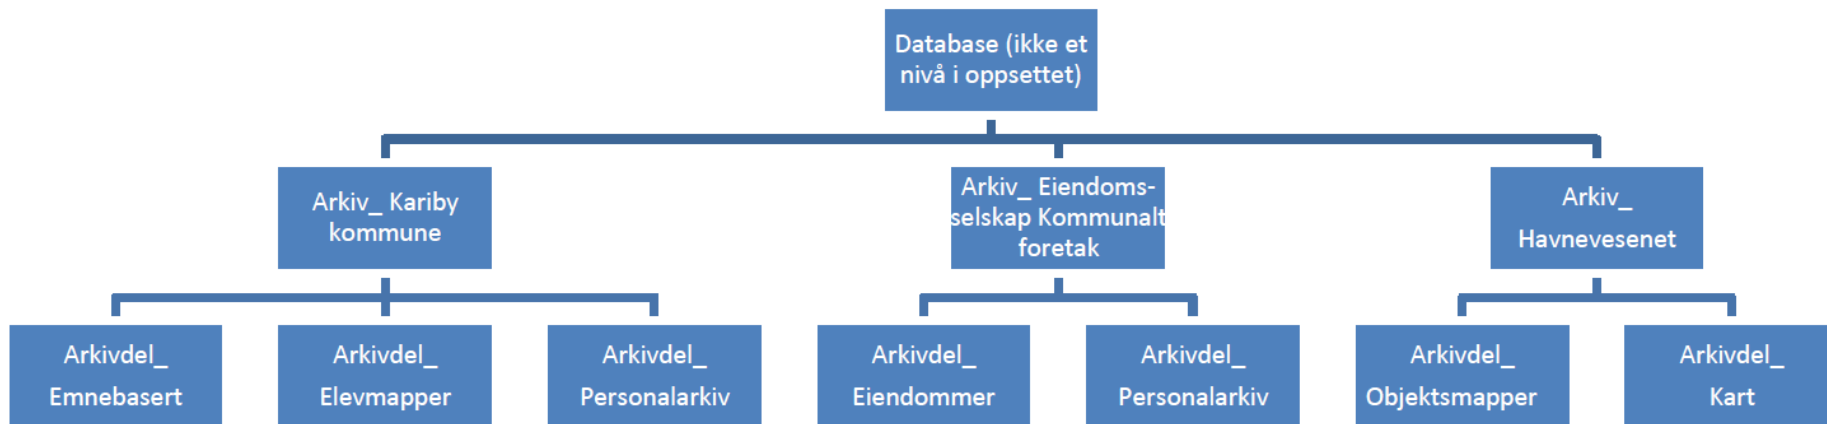 Database (ikke et
nivå i oppsettet)
Arkiv_ Kariby
kommune
Arkiv_ Eiendoms-
selskap Kommunalt
foretak
Arkiv_
Havnevesenet
Arkivdel_
Emnebasert
Arkivdel_
Elevmapper
Arkivdel_
Personalarkiv
Arkivdel_
Eiendommer
Arkivdel_
Personalarkiv
Arkivdel_
Objektsmapper
Arkivdel_
Kart